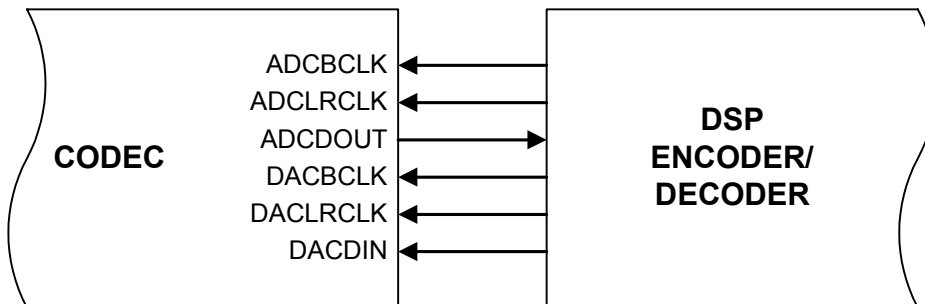 CODEC
ADCBCLK
ADCLRCLK
ADCDOUT
DACBCLK
DACLRCLK
DACDIN
DSP
ENCODER/
DECODER